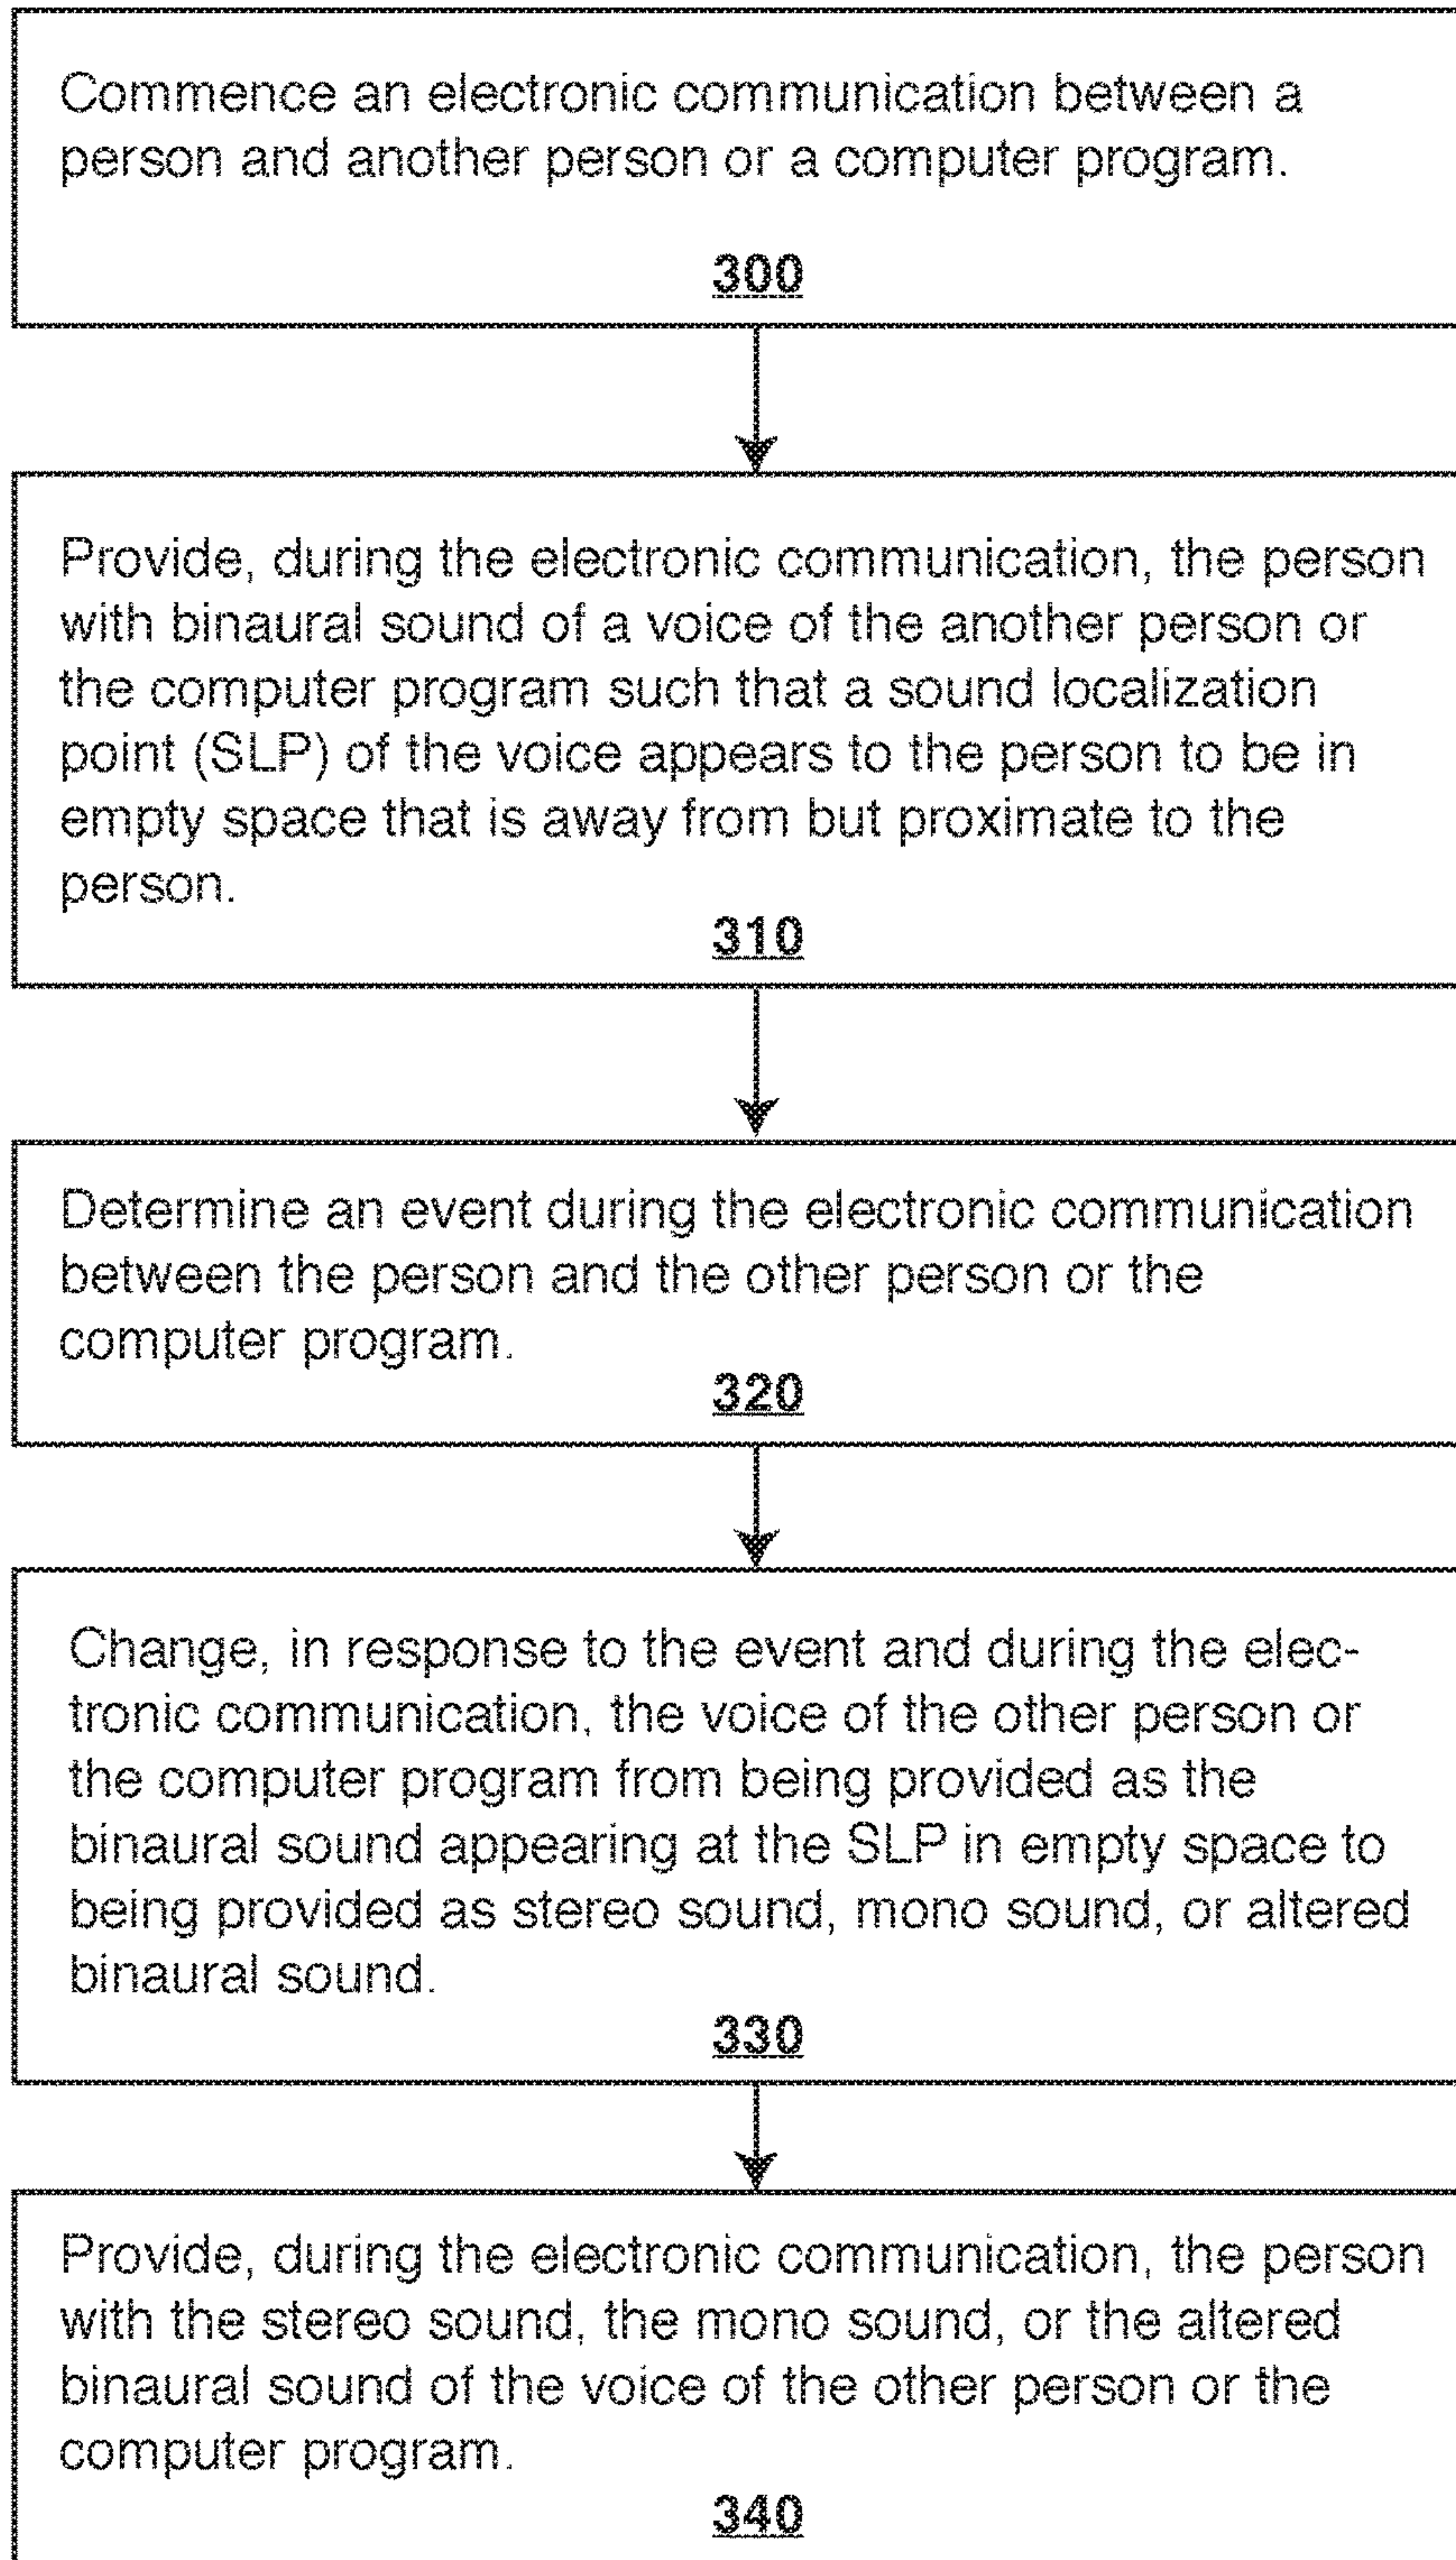 Commence an electronic communication between a
person and another person or a computer program.
300
Provide, during the electronic communication, the person
with binaural sound of a voice of the another person or
the computer program such that a sound localization
point (SLP) of the voice appears to the person to be in
empty space that is away from but proximate to the
person.
310
Determine an event during the electronic communication
between the person and the other person or the
computer program.
320
Change, in response to the event and during the elec-
tronic communication, the voice of the other person or
the computer program from being provided as the
binaural sound appearing at the SLP in empty space to
being provided as stereo sound, mono sound, or altered
binaural sound.
330
Provide, during the electronic communication, the person
with the stereo sound, the mono sound, or the altered
binaural sound of the voice of the other person or the
computer program.
340